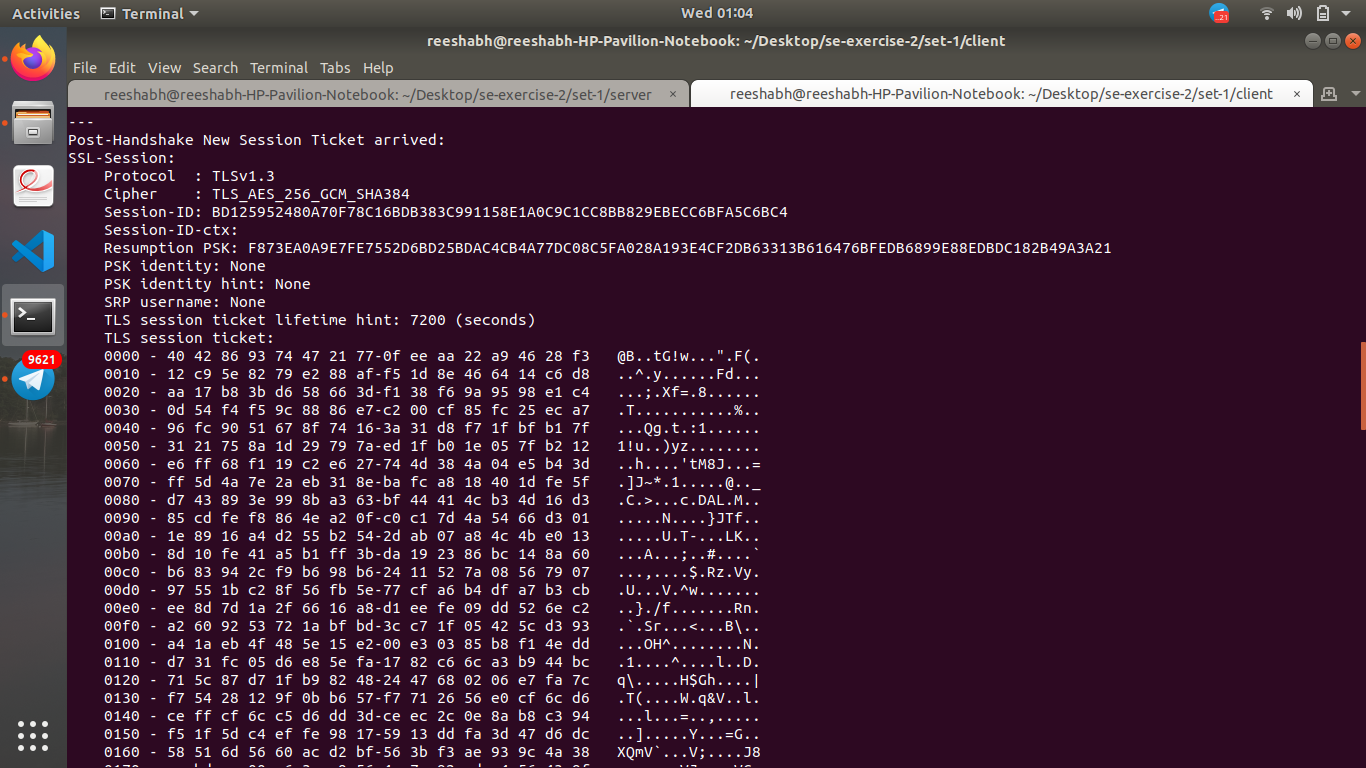 Activities
Terminal
Wed 01:04
21
reeshabh@reeshabh-HP-Pavilion-Notebook: ~/Desktop/se-exercise-2/set-1/client
File Edit View Search Terminal Tabs Help
reeshabh@reeshabh-HP-Pavilion-Notebook: ~/Desktop/se-exercise-2/set-1/server ×
reeshabh@reeshabh-HP-Pavilion-Notebook: ~/Desktop/se-exercise-2/set-1/client ×
9621
---
Post-Handshake New Session Ticket arrived:
SSL-Session:
    Protocol  : TLSv1.3
    Cipher    : TLS_AES_256_GCM_SHA384
    Session-ID: BD125952480A70F78C16BDB383C991158E1A0C9C1CC8BB829EBECC6BFA5C6BC4
    Session-ID-ctx:
    Resumption PSK: F873EA0A9E7FE7552D6BD25BDAC4CB4A77DC08C5FA028A193E4CF2DB63313B616476BFEDB6899E88EDBDC182B49A3A21
    PSK identity: None
    PSK identity hint: None
    SRP username: None
    TLS session ticket lifetime hint: 7200 (seconds)
    TLS session ticket:
    0000 - 40 42 86 93 74 47 21 77-0f ee aa 22 a9 46 28 f3   @B..tG!w...".F(.
    0010 - 12 c9 5e 82 79 e2 88 af-f5 1d 8e 46 64 14 c6 d8   ..^.y......Fd...
    0020 - aa 17 b8 3b d6 58 66 3d-f1 38 f6 9a 95 98 e1 c4   ...;.Xf=.8......
    0030 - 0d 54 f4 f5 9c 88 86 e7-c2 00 cf 85 fc 25 ec a7   .T...........%..
    0040 - 96 fc 90 51 67 8f 74 16-3a 31 d8 f7 1f bf b1 7f   ...Qg.t.:1......
    0050 - 31 21 75 8a 1d 29 79 7a-ed 1f b0 1e 05 7f b2 12   1!u..)yz........
    0060 - e6 ff 68 f1 19 c2 e6 27-74 4d 38 4a 04 e5 b4 3d   ..h....'tM8J...=
    0070 - ff 5d 4a 7e 2a eb 31 8e-ba fc a8 18 40 1d fe 5f   .]J~*.1.....@.._
    0080 - d7 43 89 3e 99 8b a3 63-bf 44 41 4c b3 4d 16 d3   .C.>...c.DAL.M..
    0090 - 85 cd fe f8 86 4e a2 0f-c0 c1 7d 4a 54 66 d3 01   .....N....}JTf..
    00a0 - 1e 89 16 a4 d2 55 b2 54-2d ab 07 a8 4c 4b e0 13   .....U.T-...LK..
    00b0 - 8d 10 fe 41 a5 b1 ff 3b-da 19 23 86 bc 14 8a 60   ...A...;..#....`
    00c0 - b6 83 94 2c f9 b6 98 b6-24 11 52 7a 08 56 79 07   ...,....$.Rz.Vy.
    00d0 - 97 55 1b c2 8f 56 fb 5e-77 cf a6 b4 df a7 b3 cb   .U...V.^w.......
    00e0 - ee 8d 7d 1a 2f 66 16 a8-d1 ee fe 09 dd 52 6e c2   ..}./f.......Rn.
    00f0 - a2 60 92 53 72 1a bf bd-3c c7 1f 05 42 5c d3 93   .`.Sr...<...B\..
    0100 - a4 1a eb 4f 48 5e 15 e2-00 e3 03 85 b8 f1 4e dd   ...OH^........N.
    0110 - d7 31 fc 05 d6 e8 5e fa-17 82 c6 6c a3 b9 44 bc   .1....^....l..D.
    0120 - 71 5c 87 d7 1f b9 82 48-24 47 68 02 06 e7 fa 7c   q\.....H$Gh....|
    0130 - f7 54 28 12 9f 0b b6 57-f7 71 26 56 e0 cf 6c d6   .T(....W.q&V..l.
    0140 - ce ff cf 6c c5 d6 dd 3d-ce ec 2c 0e 8a b8 c3 94   ...l...=..,.....
    0150 - f5 1f 5d c4 ef fe 98 17-59 13 dd fa 3d 47 d6 dc   ..].....Y...=G..
    0160 - 58 51 6d 56 60 ac d2 bf-56 3b f3 ae 93 9c 4a 38   XQmV`...V;....J8